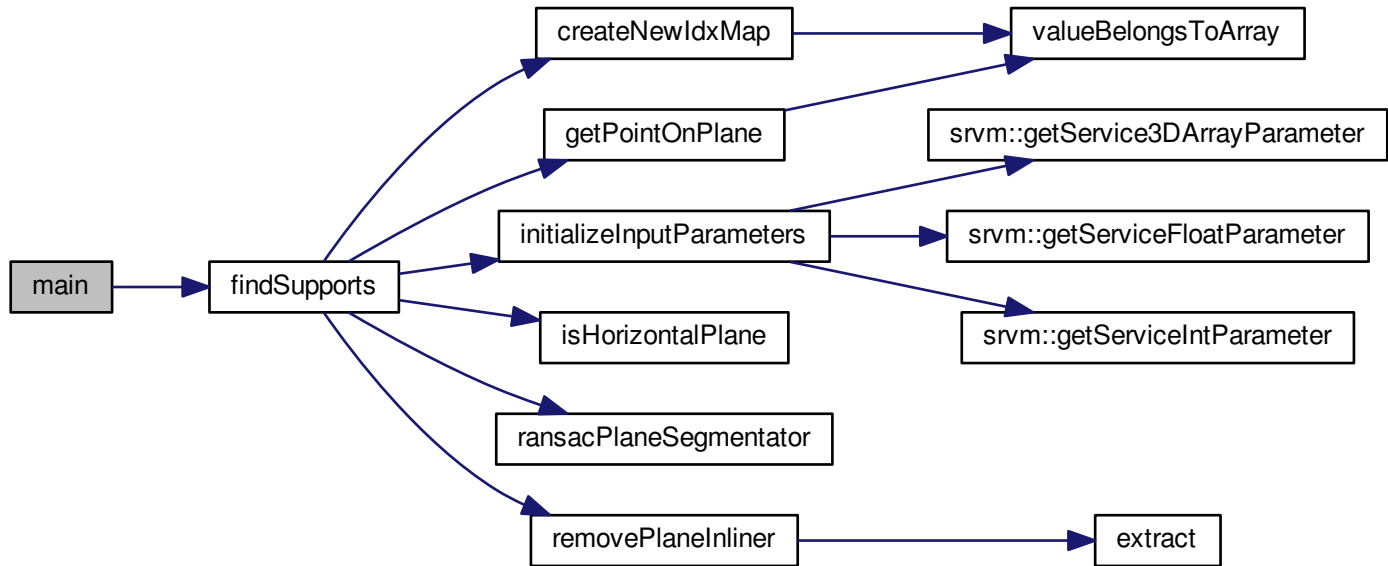 main
findSupports
createNewIdxMap
getPointOnPlane
initializeInputParameters
isHorizontalPlane
ransacPlaneSegmentator
removePlaneInliner
valueBelongsToArray
srvm::getService3DArrayParameter
srvm::getServiceFloatParameter
srvm::getServiceIntParameter
extract